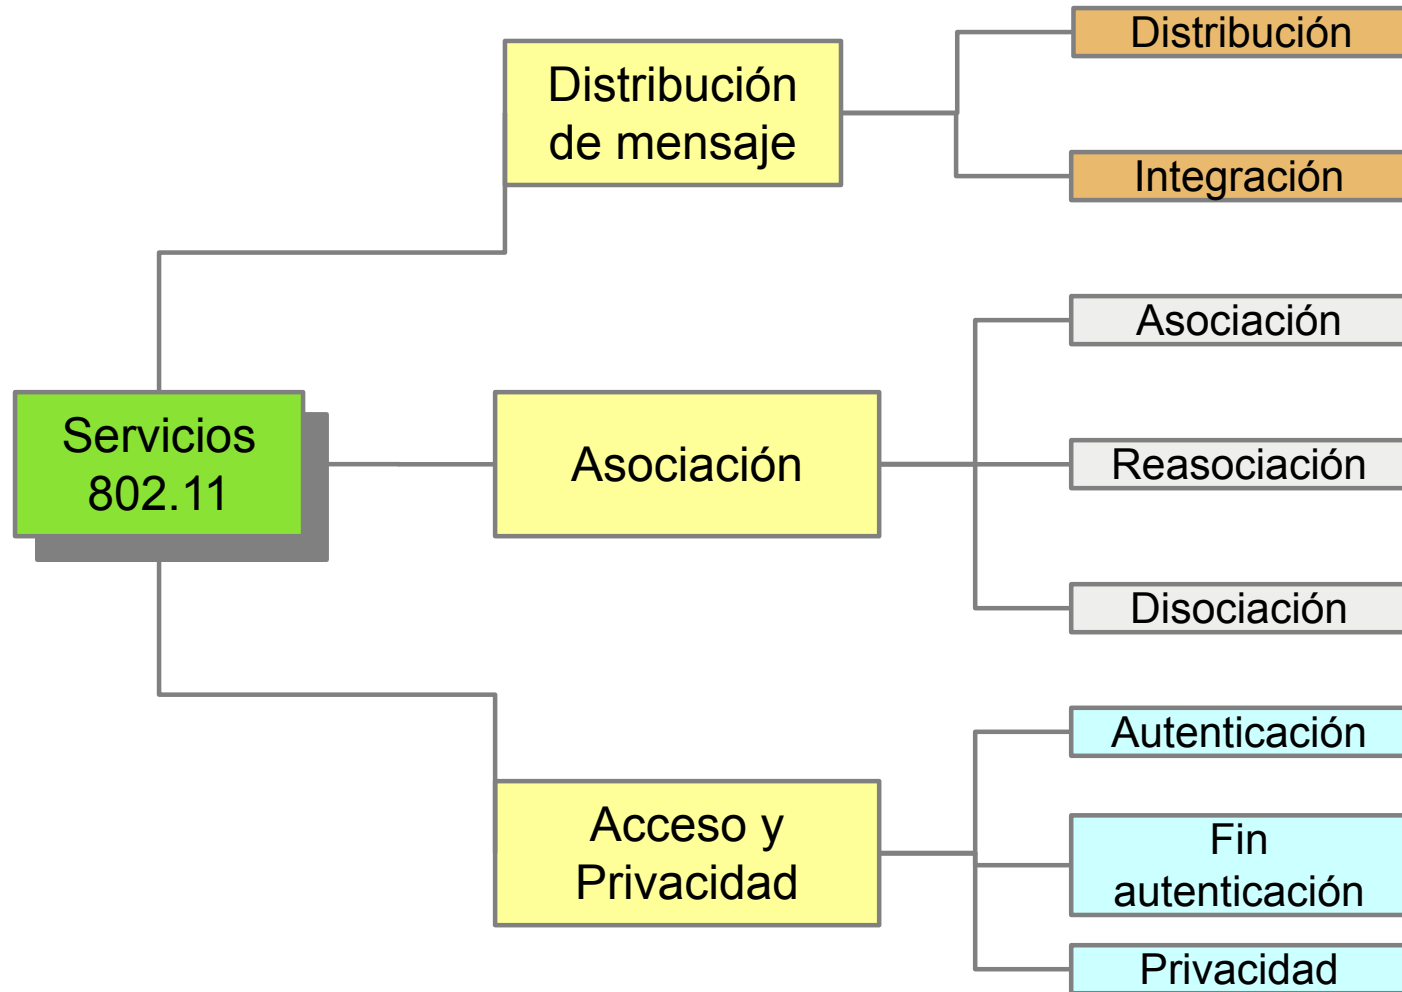 Servicios
802.11
Distribución
de mensaje
Distribución
Integración
Asociación
Asociación
Reasociación
Disociación
Acceso y
Privacidad
Autenticación
Fin
autenticación
Privacidad